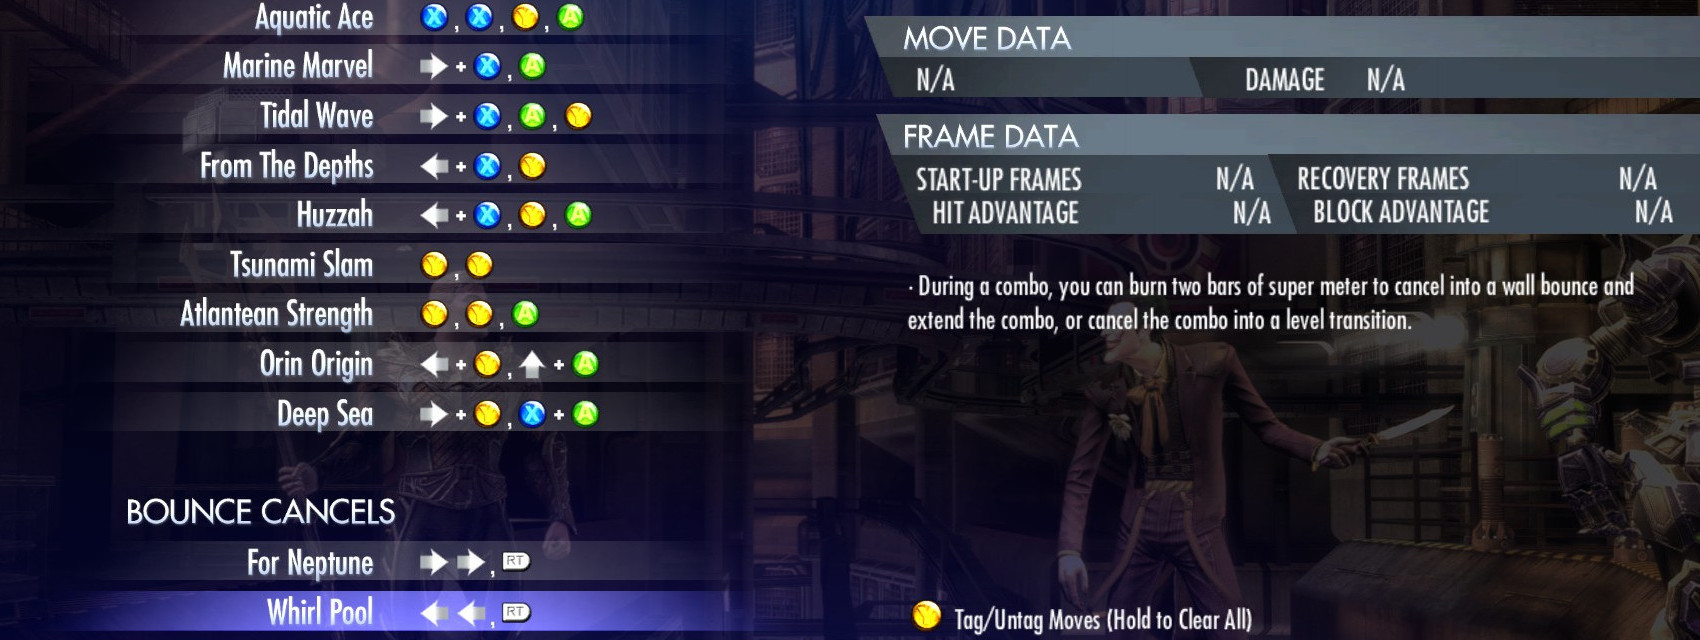 Aquatic Ace X, X, Y, A
Marine Marvel + X, A
Tidal Wave + X, A, Y
From The Depths + X, Y
Huzzah + X, Y, A
Tsunami Slam Y, Y
Atlantean Strength Y, Y, A
Orin Origin + Y, + A
Deep Sea + Y, X + A
BOUNCE CANCELS
For Neptune , RT
Whirl Pool , RT
MOVE DATA
N/A DAMAGE N/A
FRAME DATA
START-UP FRAMES N/A RECOVERY FRAMES N/A
HIT ADVANTAGE N/A BLOCK ADVANTAGE N/A
· During a combo, you can burn two bars of super meter to cancel into a wall bounce and
extend the combo, or cancel the combo into a level transition.
Y Tag/Untag Moves (Hold to Clear All)